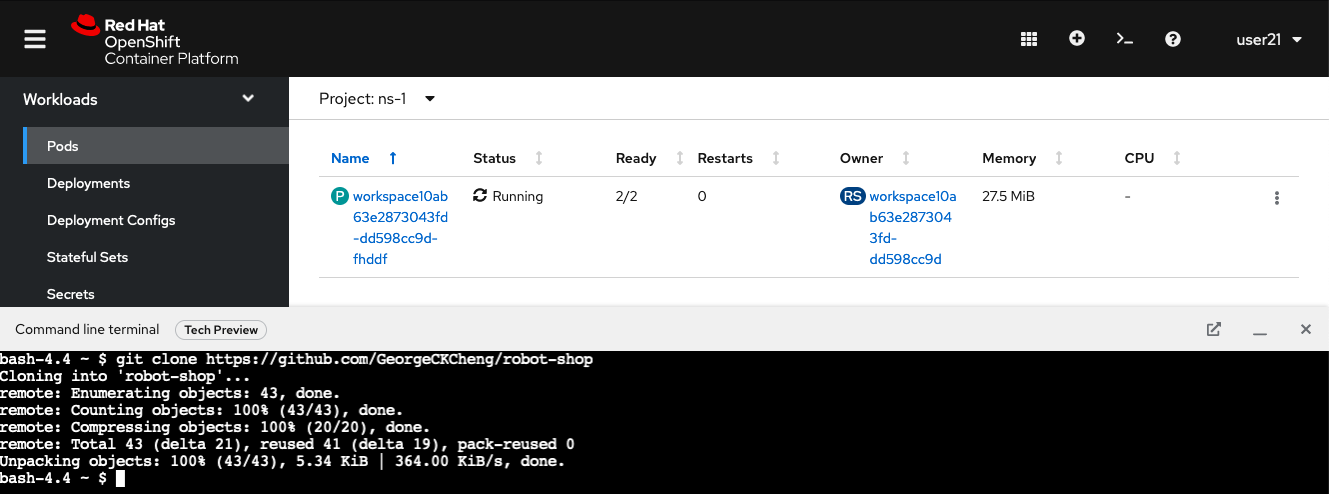 Red Hat
OpenShift
Container Platform
user21
Workloads
Project: ns-1
Pods
Deployments
Deployment Configs
Stateful Sets
Secrets
Name Status Ready Restarts Owner Memory CPU
P workspace10ab Running 2/2 0 RS workspace10a 27.5 MiB -
63e2873043fd b63e287304
-dd598cc9d- 3fd-
fhddf dd598cc9d
Command line terminal Tech Preview
bash-4.4 ~ $ git clone https://github.com/GeorgeCKCheng/robot-shop
Cloning into 'robot-shop'...
remote: Enumerating objects: 43, done.
remote: Counting objects: 100% (43/43), done.
remote: Compressing objects: 100% (20/20), done.
remote: Total 43 (delta 21), reused 41 (delta 19), pack-reused 0
Unpacking objects: 100% (43/43), 5.34 KiB | 364.00 KiB/s, done.
bash-4.4 ~ $